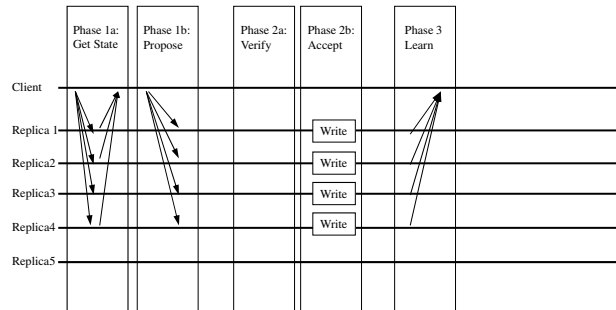 Phase 1a:
Get State
Phase 1b:
Propose
Phase 2a:
Verify
Phase 2b:
Accept
Phase 3
Learn
Client
Replica 1
Write
Replica2
Write
Replica3
Write
Replica4
Write
Replica5